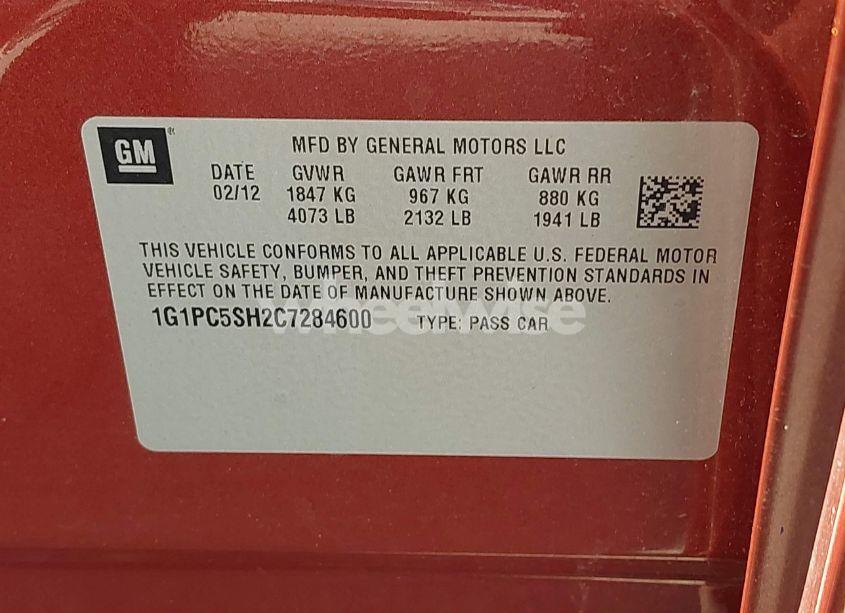 GM®
MFD BY GENERAL MOTORS LLC
DATE GVWR GAWR FRT GAWR RR
02/12 1847 KG 967 KG 880 KG
4073 LB 2132 LB 1941 LB
THIS VEHICLE CONFORMS TO ALL APPLICABLE U.S. FEDERAL MOTOR
VEHICLE SAFETY, BUMPER, AND THEFT PREVENTION STANDARDS IN
EFFECT ON THE DATE OF MANUFACTURE SHOWN ABOVE.
1G1PC5SH2C7284600 TYPE: PASS CAR
Wheelwise